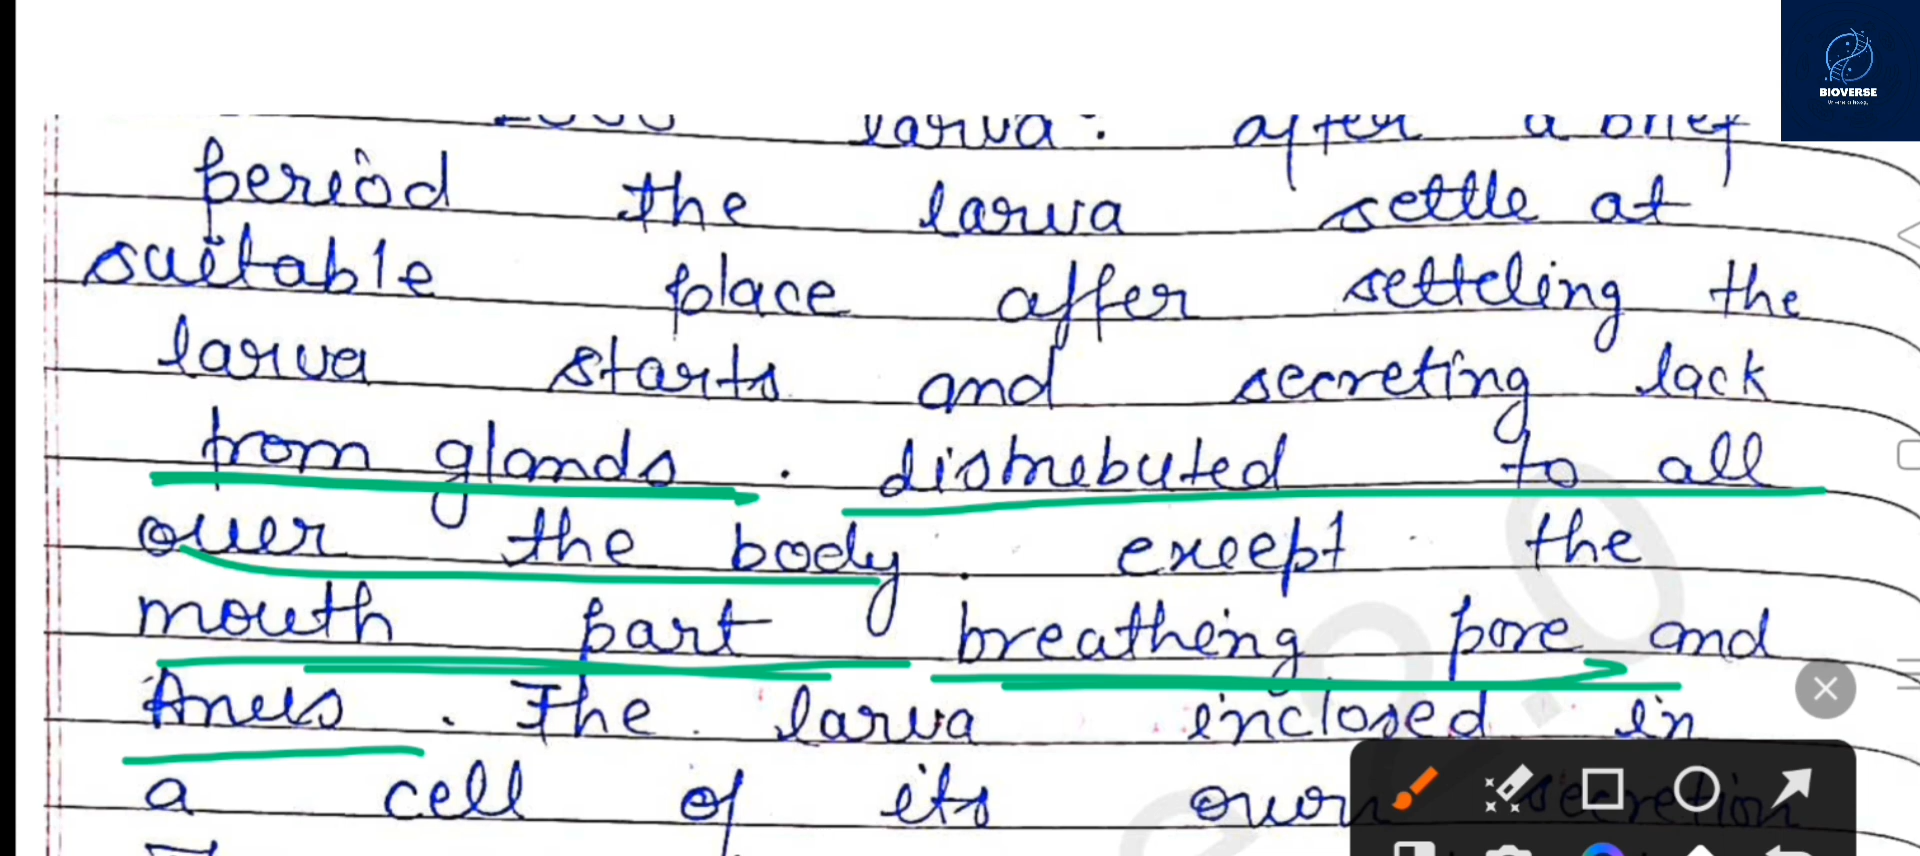 BIOVERSE
larva. after a brief
period the larva settle at
suitable place after setteling the
larva starts and secreting lack
from glands. distrebuted to all
over the body. except the
mouth part breatheing pore and
Anus. The larva inclosed in
a cell of its own secretion